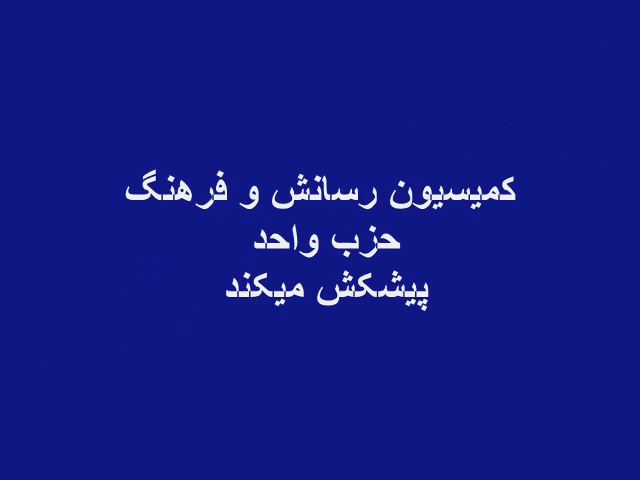 کمیسیون رسانش و فرهنگ
حزب واحد
پیشکش میکند